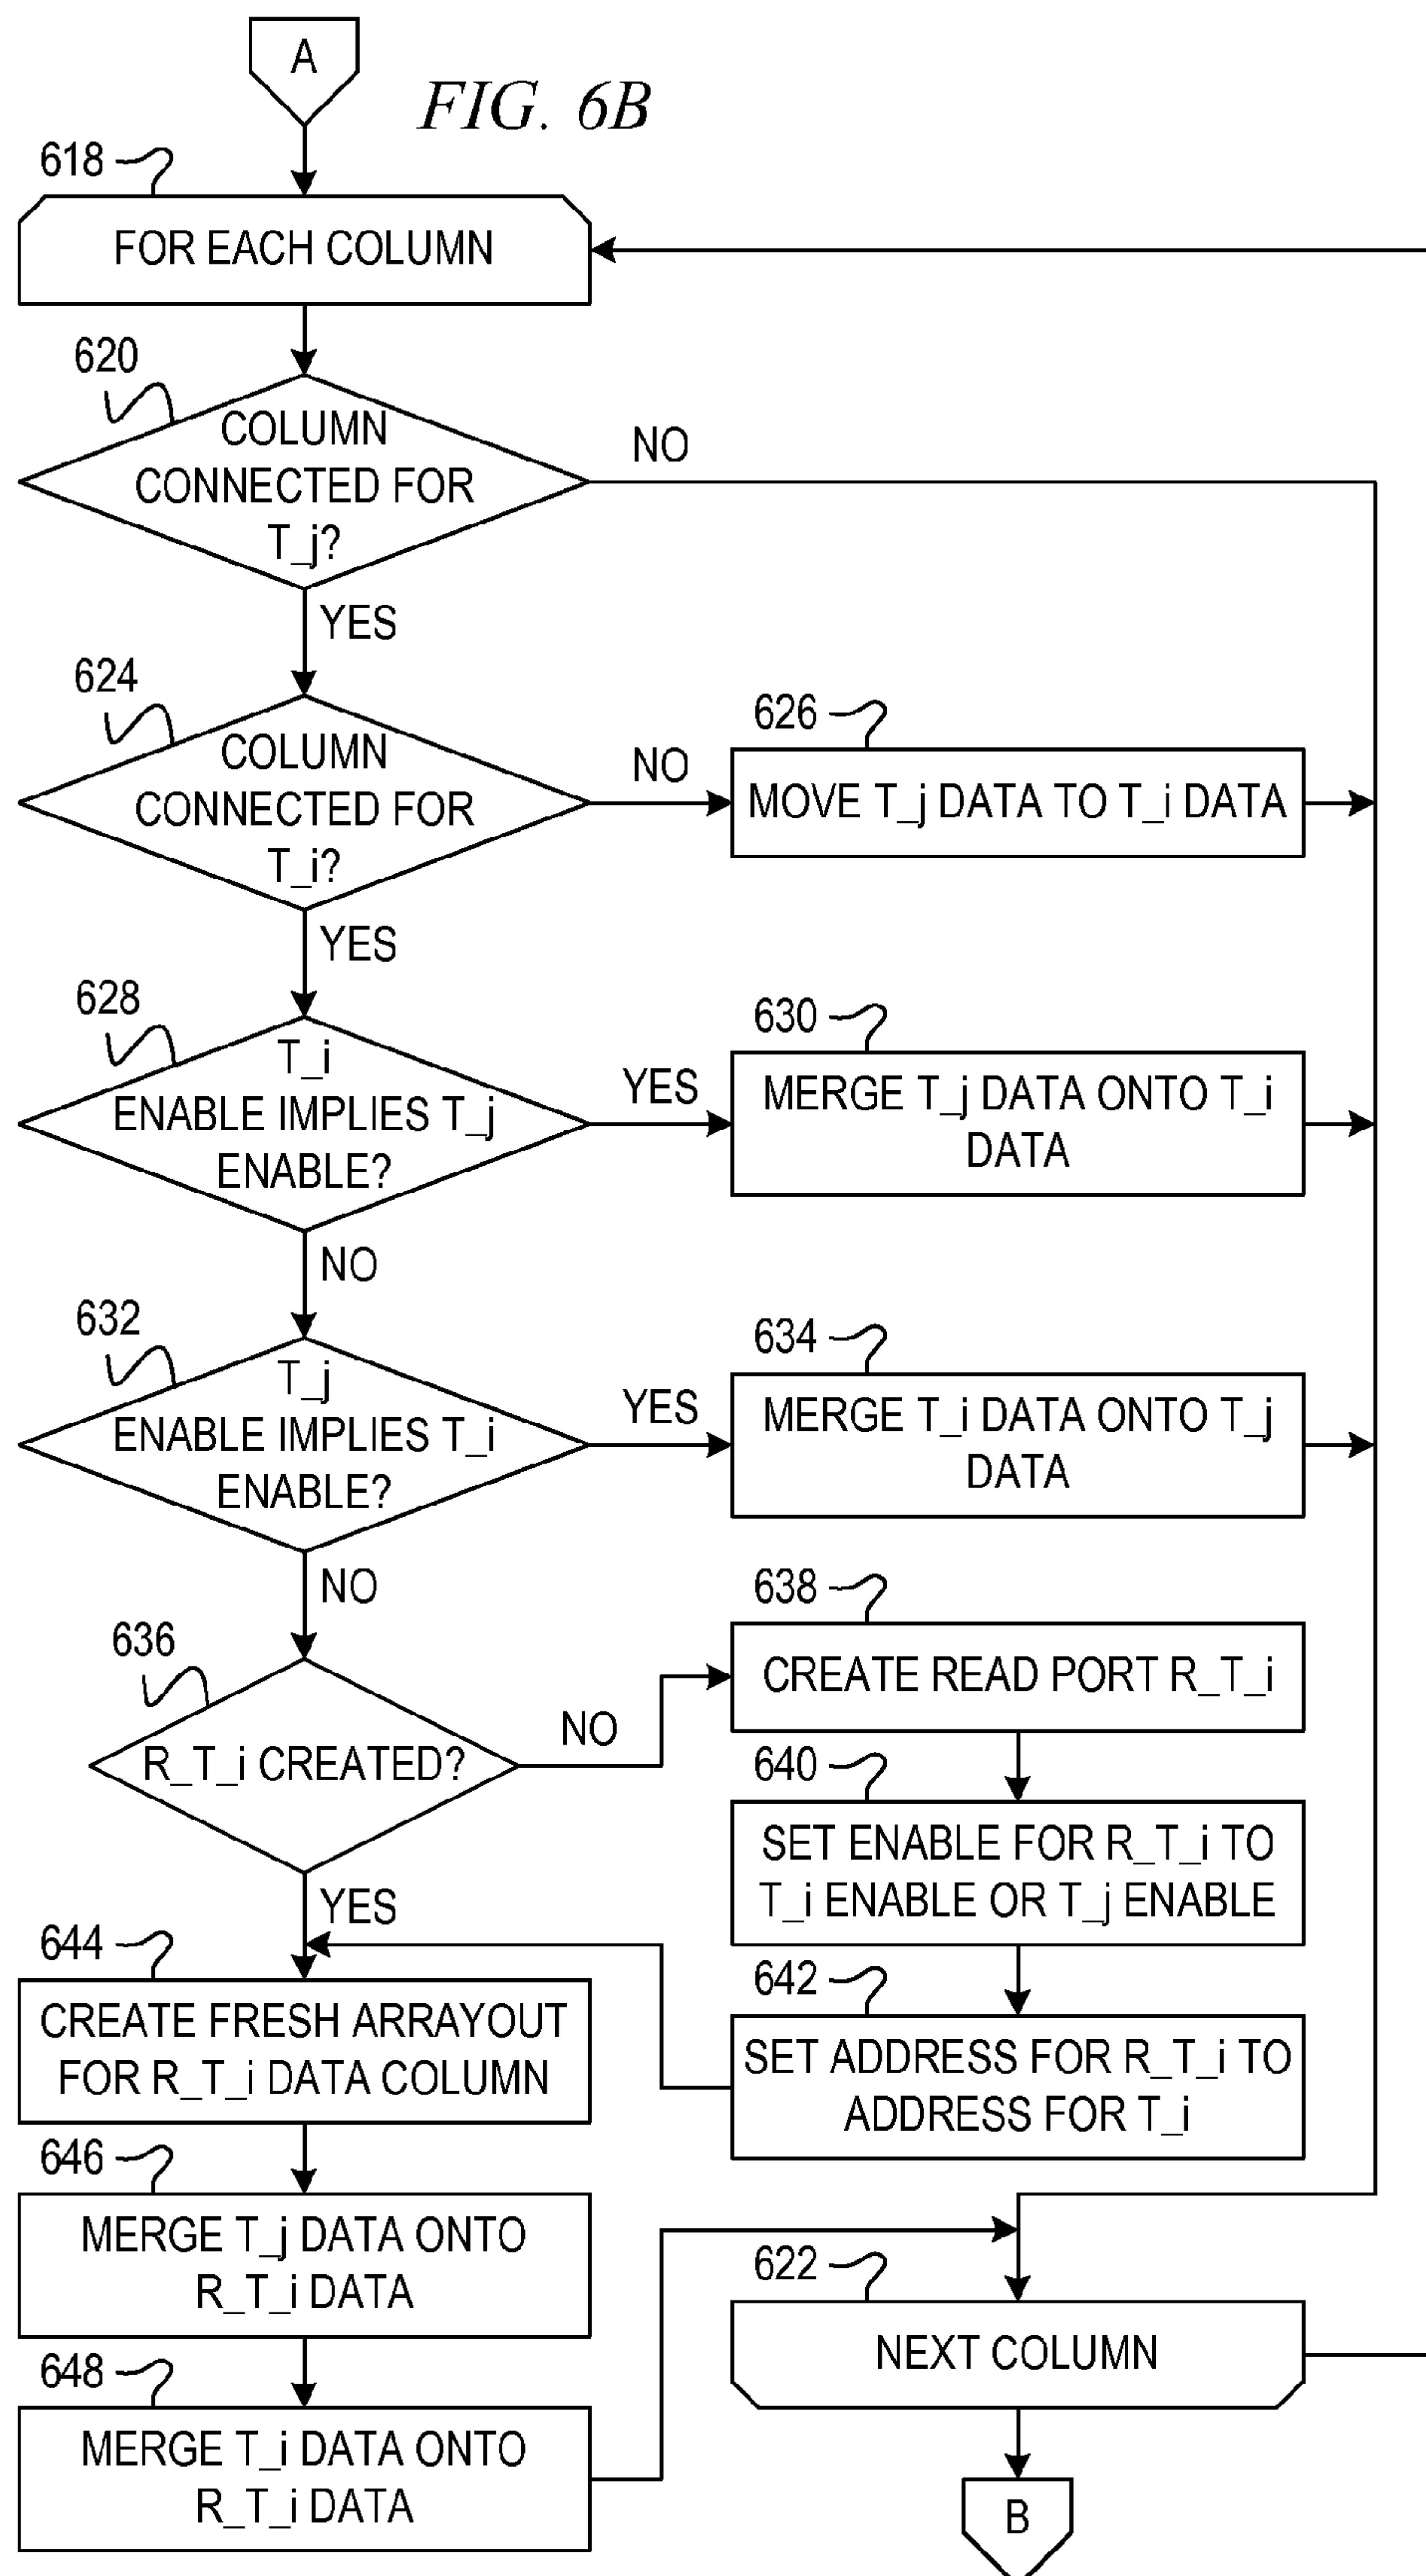 A
FIG. 6B
618
FOR EACH COLUMN
620
COLUMN
CONNECTED FOR
T_j?
NO
YES
624
COLUMN
CONNECTED FOR
T_i?
NO
626
MOVE T_j DATA TO T_i DATA
YES
628
T_i
ENABLE IMPLIES T_j
ENABLE?
YES
630
MERGE T_j DATA ONTO T_i
DATA
NO
632
T_j
ENABLE IMPLIES T_i
ENABLE?
YES
634
MERGE T_i DATA ONTO T_j
DATA
NO
636
R_T_i CREATED?
NO
638
CREATE READ PORT R_T_i
640
SET ENABLE FOR R_T_i TO
T_i ENABLE OR T_j ENABLE
642
SET ADDRESS FOR R_T_i TO
ADDRESS FOR T_i
YES
644
CREATE FRESH ARRAYOUT
FOR R_T_i DATA COLUMN
646
MERGE T_j DATA ONTO
R_T_i DATA
648
MERGE T_i DATA ONTO
R_T_i DATA
622
NEXT COLUMN
B